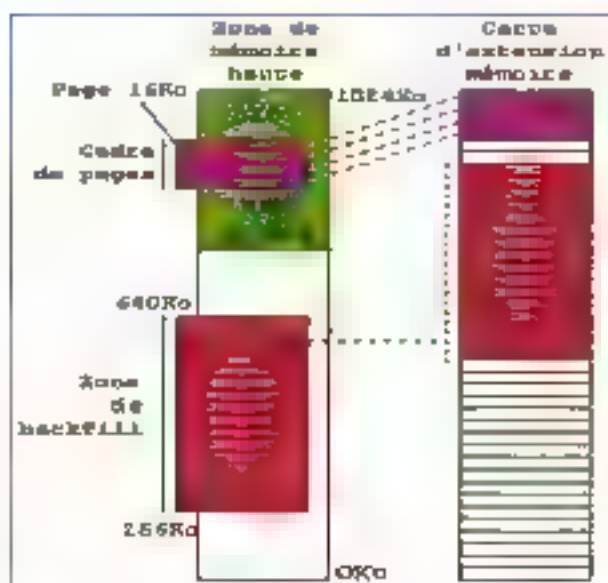 Zone de
mémoire
haute
Carte
d'extension
mémoire
Page 16Ko
1024Ko
Cadre
de pages
640Ko
Zone
de
backfill
256Ko
0Ko